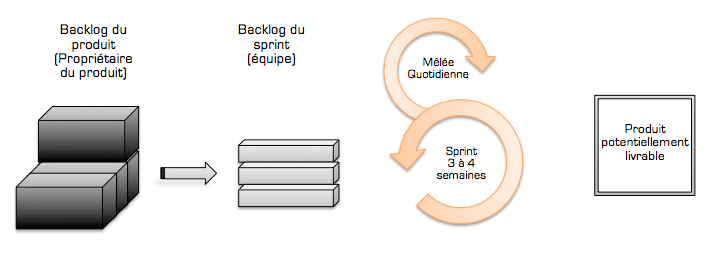 Backlog du
produit
(Propriétaire
du produit)
Backlog du
sprint
(équipe)
Mêlée
Quotidienne
Sprint
3 à 4
semaines
Produit
potentiellement
livrable